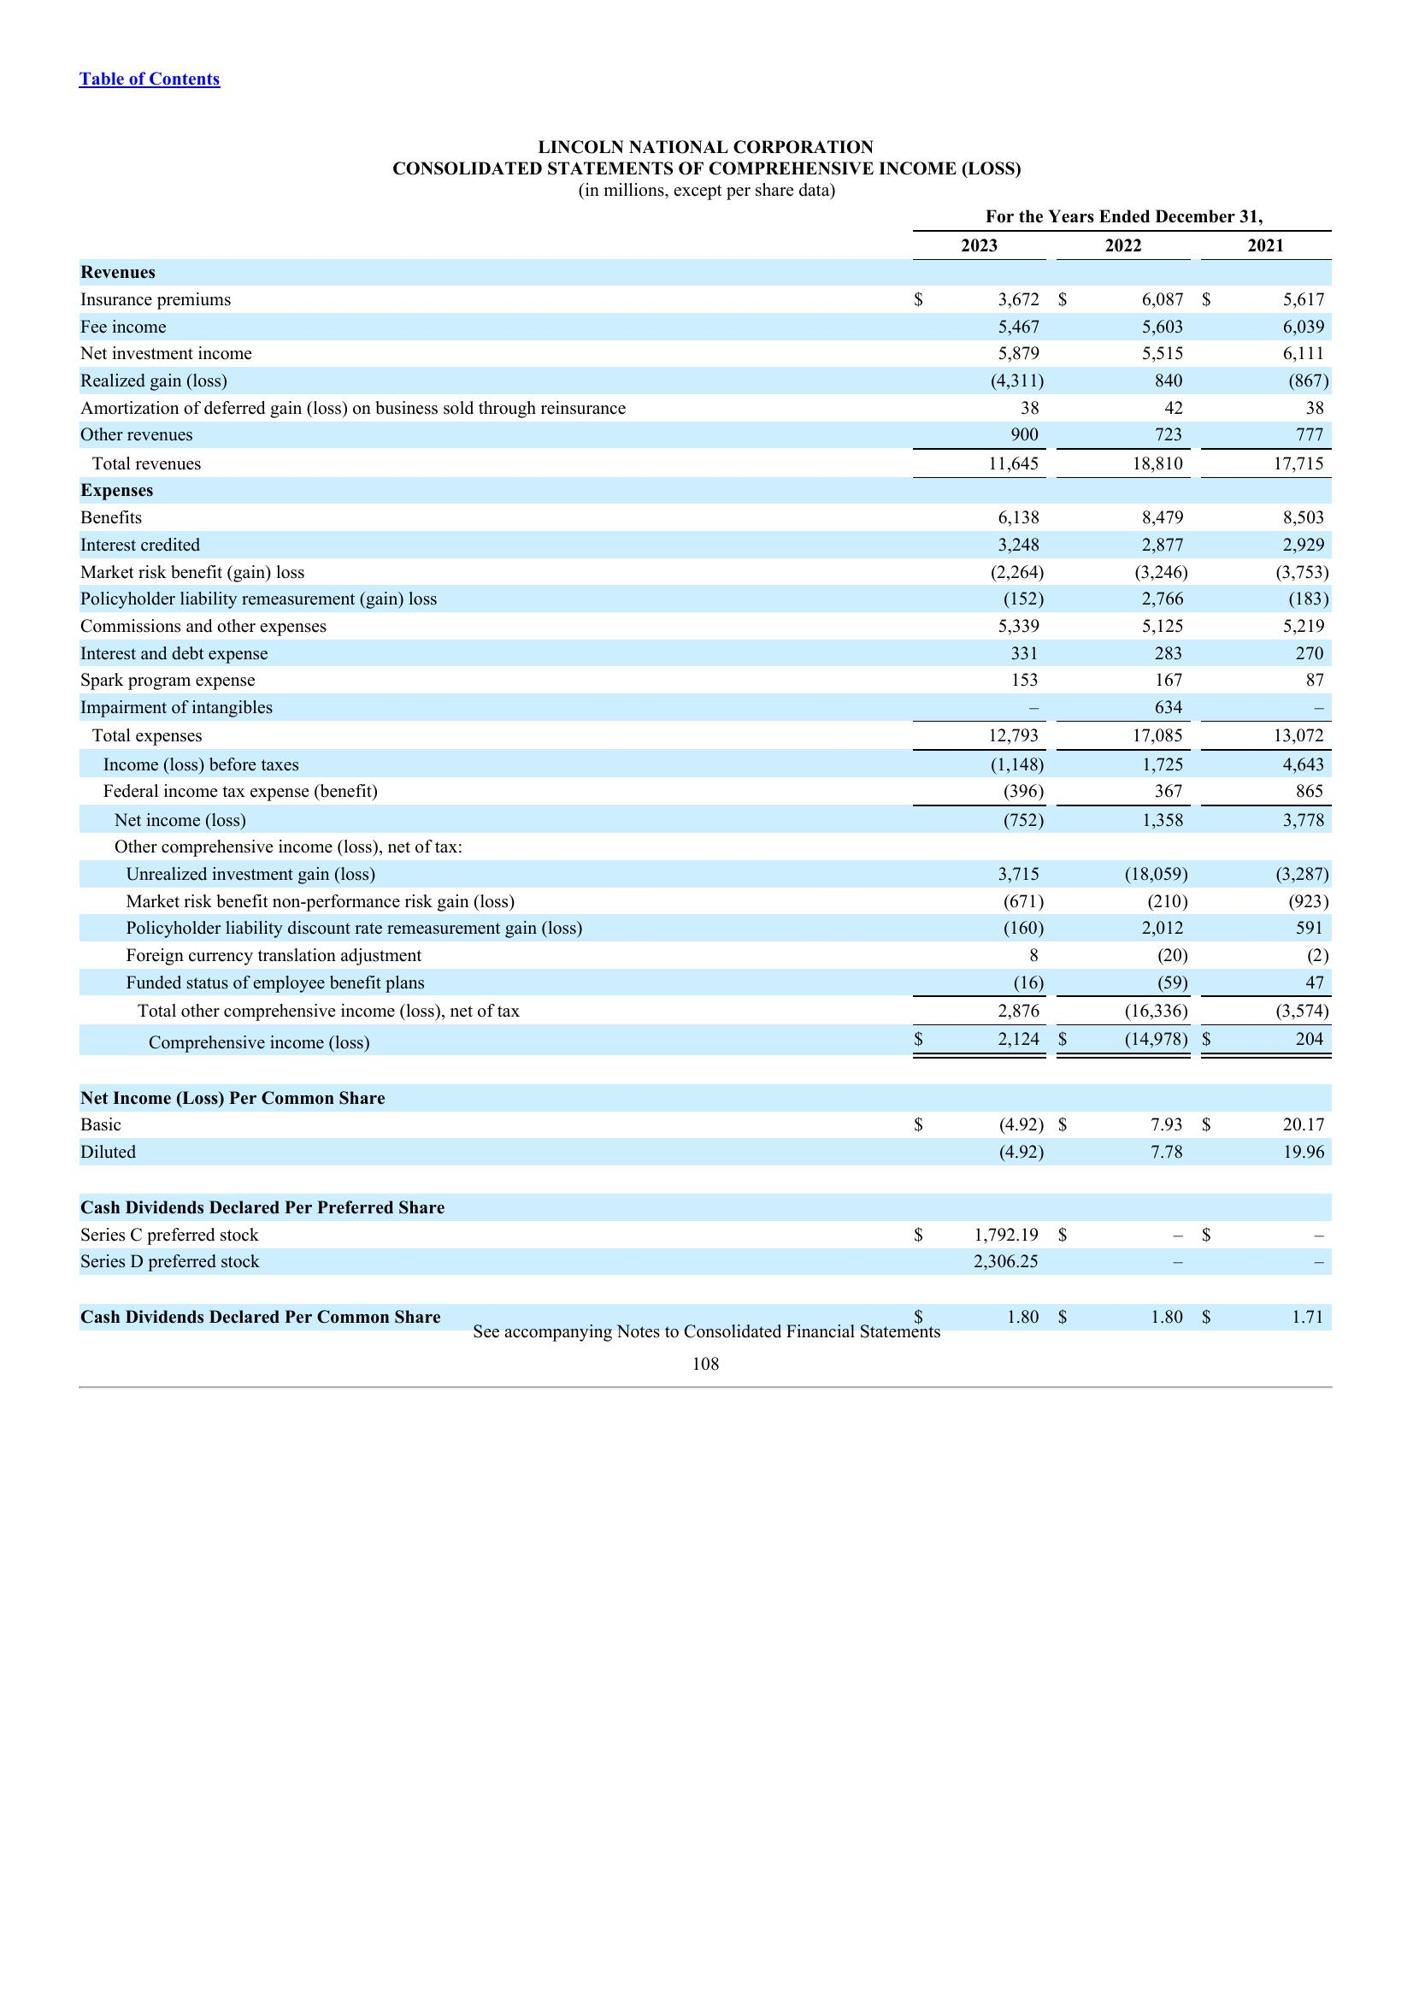 Table of Contents
LINCOLN NATIONAL CORPORATION
CONSOLIDATED STATEMENTS OF COMPREHENSIVE INCOME (LOSS)
(in millions, except per share data)
For the Years Ended December 31,
2023 2022 2021
Revenues
Insurance premiums $ 3,672 $ 6,087 $ 5,617
Fee income 5,467 5,603 6,039
Net investment income 5,879 5,515 6,111
Realized gain (loss) (4,311) 840 (867)
Amortization of deferred gain (loss) on business sold through reinsurance 38 42 38
Other revenues 900 723 777
Total revenues 11,645 18,810 17,715
Expenses
Benefits 6,138 8,479 8,503
Interest credited 3,248 2,877 2,929
Market risk benefit (gain) loss (2,264) (3,246) (3,753)
Policyholder liability remeasurement (gain) loss (152) 2,766 (183)
Commissions and other expenses 5,339 5,125 5,219
Interest and debt expense 331 283 270
Spark program expense 153 167 87
Impairment of intangibles – 634 –
Total expenses 12,793 17,085 13,072
Income (loss) before taxes (1,148) 1,725 4,643
Federal income tax expense (benefit) (396) 367 865
Net income (loss) (752) 1,358 3,778
Other comprehensive income (loss), net of tax:
Unrealized investment gain (loss) 3,715 (18,059) (3,287)
Market risk benefit non-performance risk gain (loss) (671) (210) (923)
Policyholder liability discount rate remeasurement gain (loss) (160) 2,012 591
Foreign currency translation adjustment 8 (20) (2)
Funded status of employee benefit plans (16) (59) 47
Total other comprehensive income (loss), net of tax 2,876 (16,336) (3,574)
Comprehensive income (loss) $ 2,124 $ (14,978) $ 204
Net Income (Loss) Per Common Share
Basic $ (4.92) $ 7.93 $ 20.17
Diluted (4.92) 7.78 19.96
Cash Dividends Declared Per Preferred Share
Series C preferred stock $ 1,792.19 $ – $ –
Series D preferred stock 2,306.25 – –
Cash Dividends Declared Per Common Share $ 1.80 $ 1.80 $ 1.71
See accompanying Notes to Consolidated Financial Statements
108